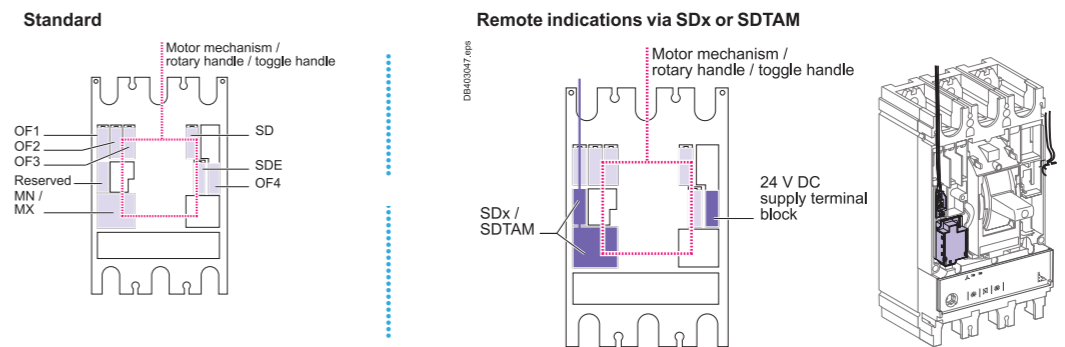 Standard
Motor mechanism /
rotary handle / toggle handle
OF1
OF2
OF3
Reserved
MN /
MX
SD
SDE
OF4
Remote indications via SDx or SDTAM
DB403047.eps
Motor mechanism /
rotary handle / toggle handle
SDx /
SDTAM
24 V DC
supply terminal
block